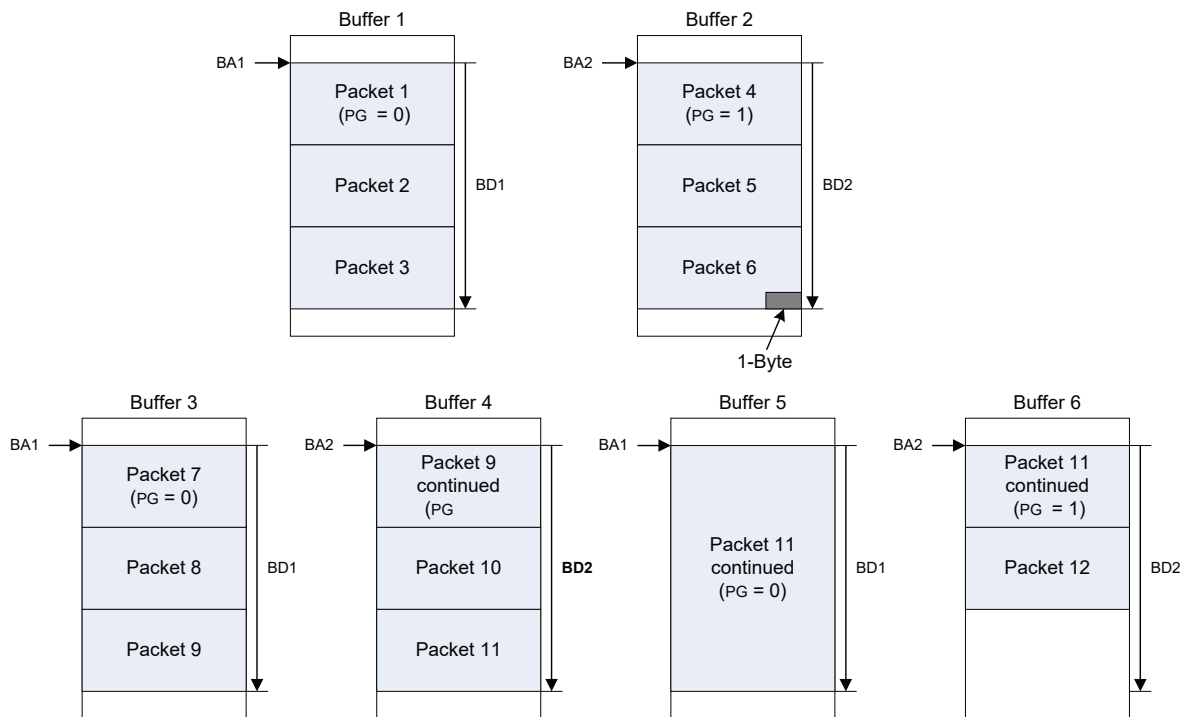 Buffer 1
BA1
Packet 1
(PG = 0)
Packet 2
Packet 3
BD1
Buffer 2
BA2
Packet 4
(PG = 1)
Packet 5
Packet 6
BD2
1-Byte
Buffer 3
BA1
Packet 7
(PG = 0)
Packet 8
Packet 9
BD1
Buffer 4
BA2
Packet 9
continued
(PG
Packet 10
Packet 11
BD2
Buffer 5
BA1
Packet 11
continued
(PG = 0)
BD1
Buffer 6
BA2
Packet 11
continued
(PG = 1)
Packet 12
BD2